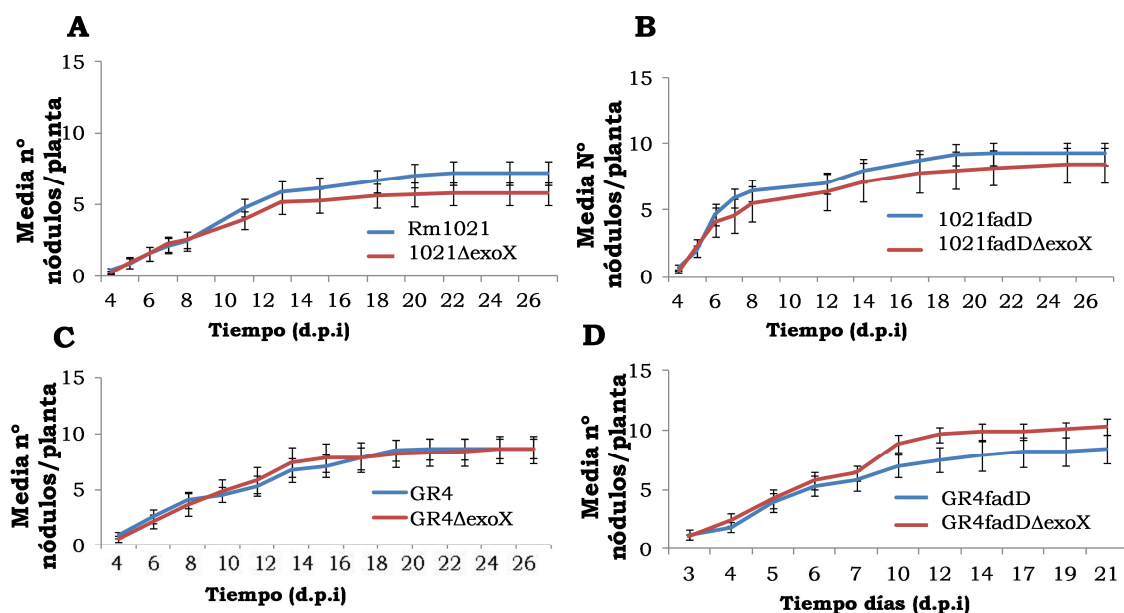 A
Media n°
nódulos/planta
15
10
5
0
Rm1021
1021ΔexoX
4 6 8 10 12 14 16 18 20 22 24 26
Tiempo (d.p.i)
B
Media N°
nódulos/planta
15
10
5
0
1021fadD
1021fadDΔexoX
4 6 8 10 12 14 16 18 20 22 24 26
Tiempo (d.p.i)
C
Media n°
nódulos/planta
15
10
5
0
GR4
GR4ΔexoX
4 6 8 10 12 14 16 18 20 22 24 26
Tiempo (d.p.i)
D
Media n°
nódulos/planta
15
10
5
0
GR4fadD
GR4fadDΔexoX
3 4 5 6 7 10 12 14 17 19 21
Tiempo días (d.p.i)